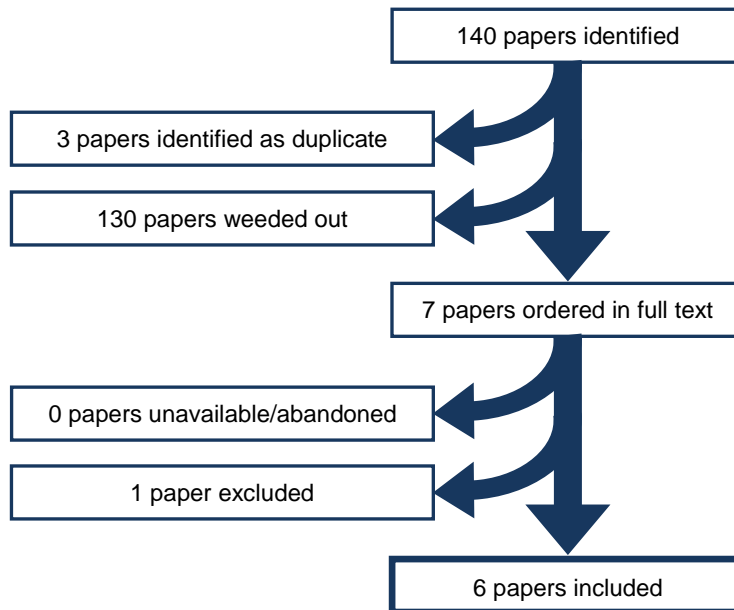 140 papers identified
3 papers identified as duplicate
130 papers weeded out
7 papers ordered in full text
0 papers unavailable/abandoned
1 paper excluded
6 papers included